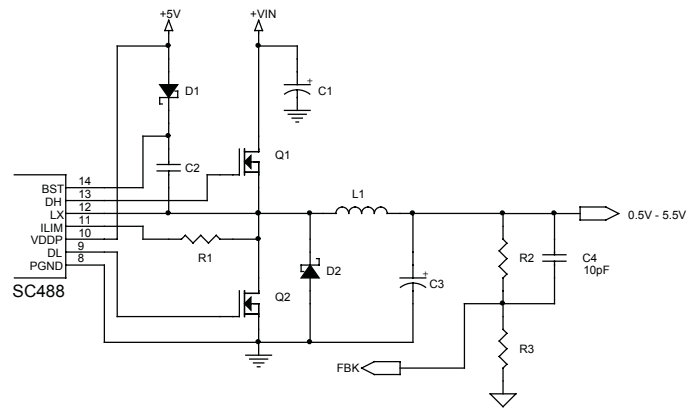 +5V
+VIN
D1
+
C1
C2
Q1
14
BST
13
DH
12
LX
11
ILIM
10
VDDP
9
DL
8
PGND
SC488
R1
L1
0.5V - 5.5V
D2
+
C3
R2
C4
10pF
Q2
R3
FBK